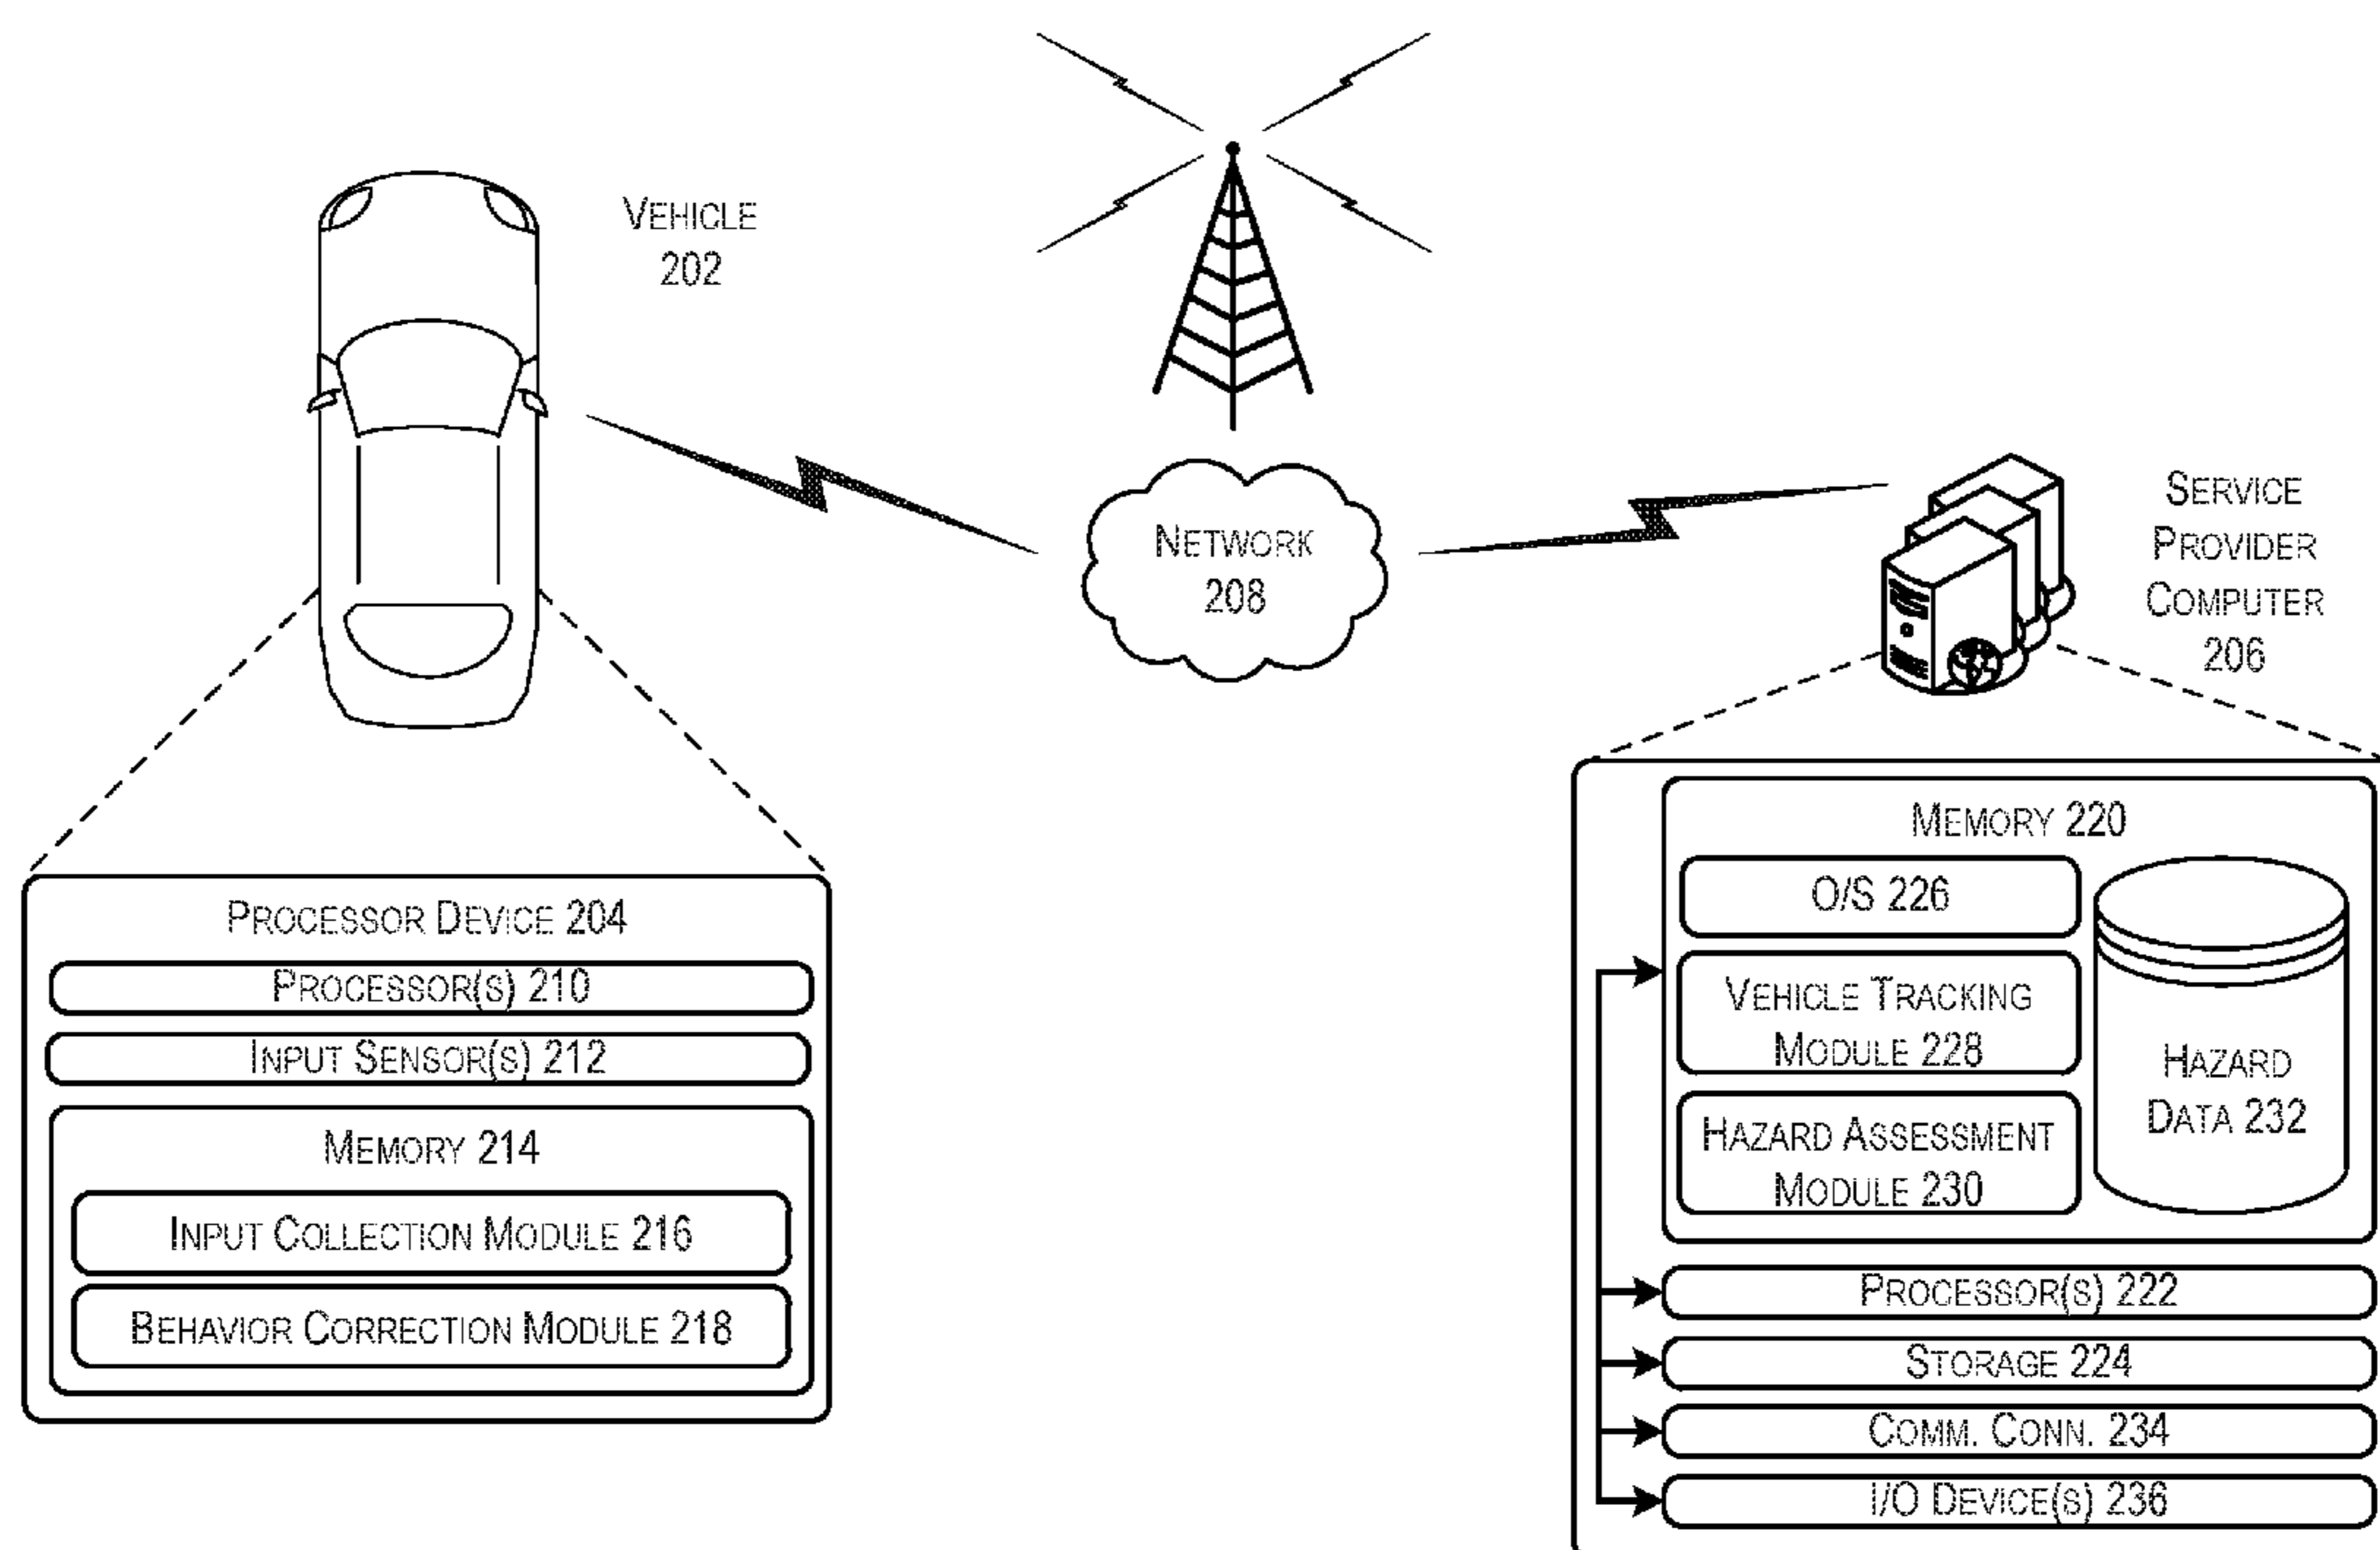 VEHICLE
202
NETWORK
208
SERVICE
PROVIDER
COMPUTER
206
PROCESSOR DEVICE 204
PROCESSOR(S) 210
INPUT SENSOR(S) 212
MEMORY 214
INPUT COLLECTION MODULE 216
BEHAVIOR CORRECTION MODULE 218
MEMORY 220
O/S 226
VEHICLE TRACKING
MODULE 228
HAZARD ASSESSMENT
MODULE 230
HAZARD
DATA 232
PROCESSOR(S) 222
STORAGE 224
COMM. CONN. 234
I/O DEVICE(S) 236